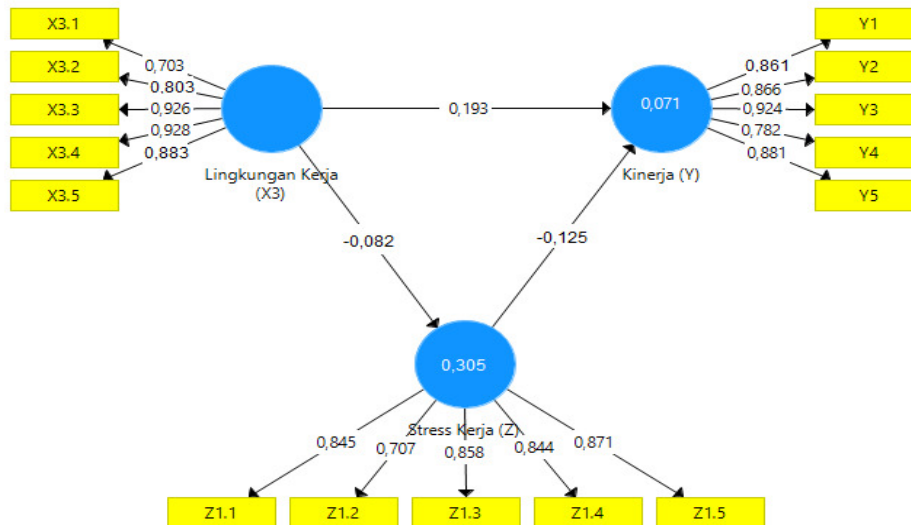 X3.1
X3.2
X3.3
X3.4
X3.5
0,703
0.803
0,926
0,928
0,883
Lingkungan Kerja
(X3)
0,193
0,071
Kinerja (Y)
0,861
0,866
0,924
0,782
0,881
Y1
Y2
Y3
Y4
Y5
-0,082
-0,125
0,305
Stress Kerja (Z)
0,845
0,707
0,858
0,844
0,871
Z1.1
Z1.2
Z1.3
Z1.4
Z1.5